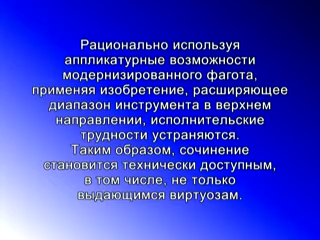 Рационально используя
аппликатурные возможности
модернизированного фагота,
применяя изобретение, расширяющее
диапазон инструмента в верхнем
направлении, исполнительские
трудности устраняются.
Таким образом, сочинение
становится технически доступным,
в том числе, не только
выдающимся виртуозам.